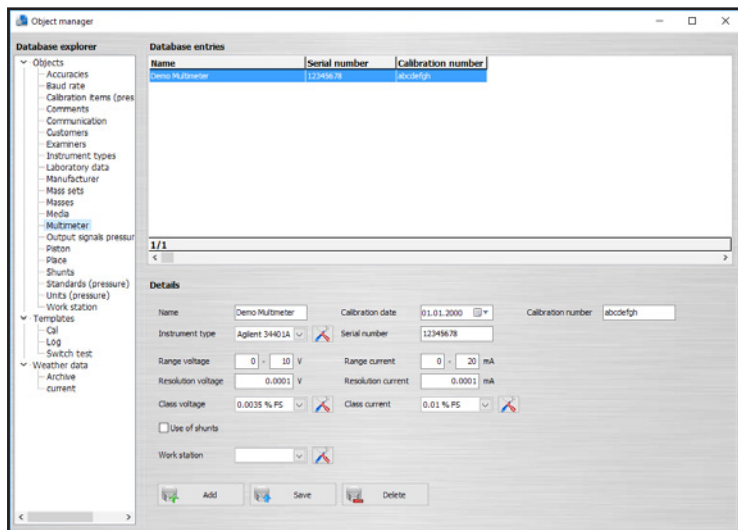 Object manager
Database explorer
Objects
Accuracies
Baud rate
Calibration items (pres
Comments
Communication
Customers
Examiners
Instrument types
Laboratory data
Manufacturer
Mass sets
Masses
Media
Multimeter
Output signals pressur
Piston
Place
Shunts
Standards (pressure)
Units (pressure)
Work station
Templates
Cal
Log
Switch test
Weather data
Archive
current
Database entries
Name Serial number Calibration number
Demo Multimeter 12345678 abcdefgh
1/1
Details
Name Demo Multimeter Calibration date 01.01.2000 Calibration number abcdefgh
Instrument type Agilent 34401A Serial number 12345678
Range voltage 0 - 10 V Range current 0 - 20 mA
Resolution voltage 0.0001 V Resolution current 0.0001 mA
Class voltage 0.0035 % FS Class current 0.01 % FS
Use of shunts
Work station
Add Save Delete